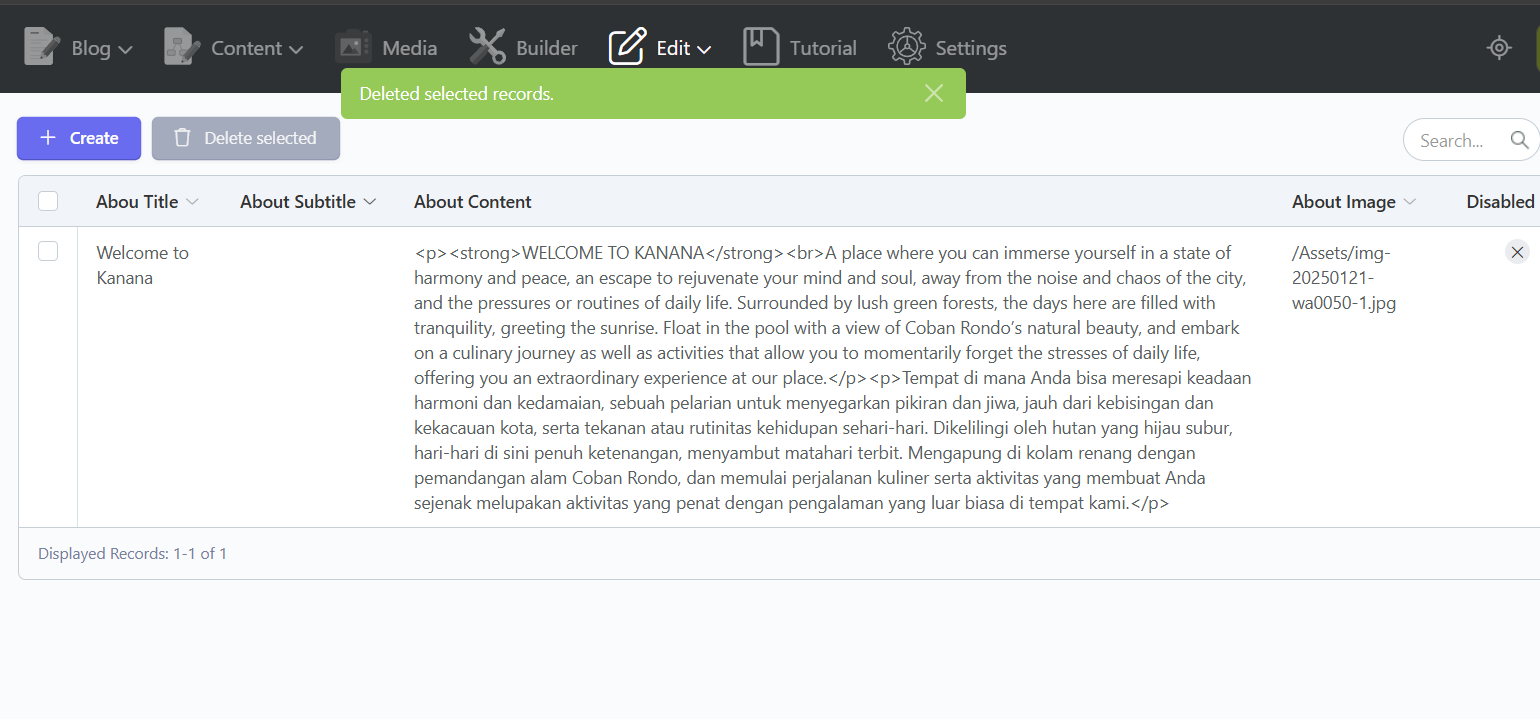 Blog Content Media Builder Edit Tutorial Settings
Deleted selected records.
Create Delete selected Search...
Abou Title About Subtitle About Content About Image Disabled
Welcome to
Kanana
<p><strong>WELCOME TO KANANA</strong><br>A place where you can immerse yourself in a state of
harmony and peace, an escape to rejuvenate your mind and soul, away from the noise and chaos of the city,
and the pressures or routines of daily life. Surrounded by lush green forests, the days here are filled with
tranquility, greeting the sunrise. Float in the pool with a view of Coban Rondo’s natural beauty, and embark
on a culinary journey as well as activities that allow you to momentarily forget the stresses of daily life,
offering you an extraordinary experience at our place.</p><p>Tempat di mana Anda bisa meresapi keadaan
harmoni dan kedamaian, sebuah pelarian untuk menyegarkan pikiran dan jiwa, jauh dari kebisingan dan
kekacauan kota, serta tekanan atau rutinitas kehidupan sehari-hari. Dikelilingi oleh hutan yang hijau subur,
hari-hari di sini penuh ketenangan, menyambut matahari terbit. Mengapung di kolam renang dengan
pemandangan alam Coban Rondo, dan memulai perjalanan kuliner serta aktivitas yang membuat Anda
sejenak melupakan aktivitas yang penat dengan pengalaman yang luar biasa di tempat kami.</p>
/Assets/img-
20250121-
wa0050-1.jpg
Displayed Records: 1-1 of 1